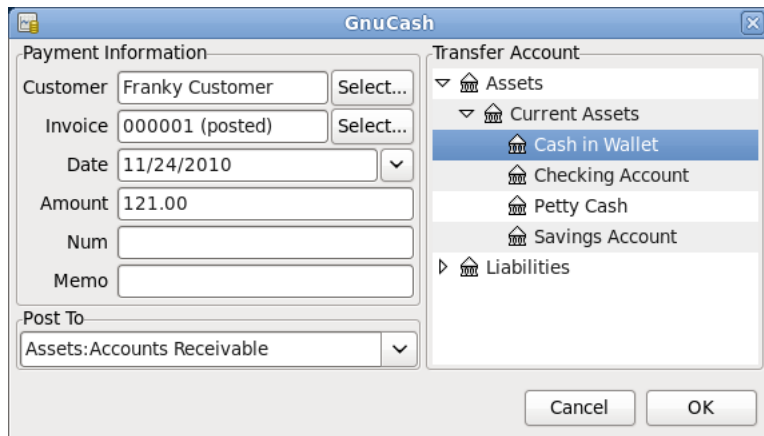 GnuCash
Payment Information
Customer Franky Customer Select...
Invoice 000001 (posted) Select...
Date 11/24/2010
Amount 121.00
Num
Memo
Post To
Assets:Accounts Receivable
Transfer Account
Assets
Current Assets
Cash in Wallet
Checking Account
Petty Cash
Savings Account
Liabilities
Cancel OK